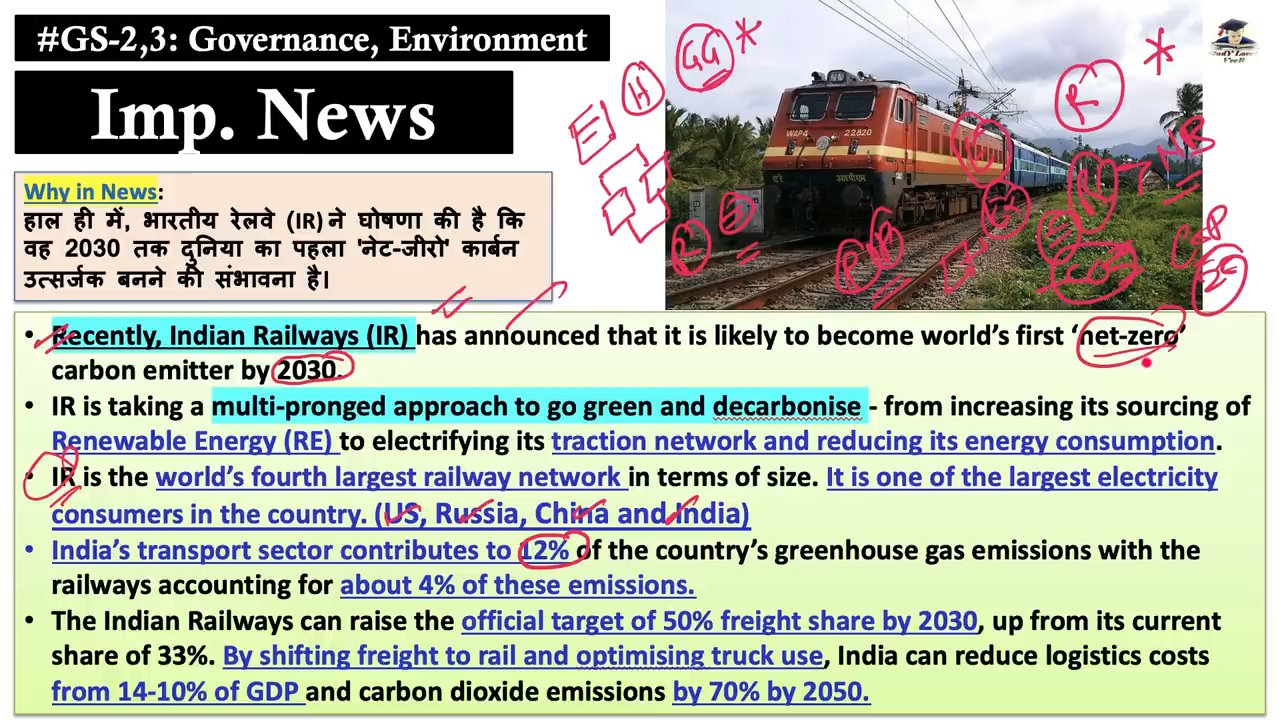 #GS-2,3: Governance, Environment
Imp. News
Why in News:
हाल ही में, भारतीय रेलवे (IR) ने घोषणा की है कि
वह 2030 तक दुनिया का पहला 'नेट-जीरो' कार्बन
उत्सर्जक बनने की संभावना है।
WAP4 22820
GG
H
E
R
NR
• Recently, Indian Railways (IR) has announced that it is likely to become world's first 'net-zero'
carbon emitter by 2030.
• IR is taking a multi-pronged approach to go green and decarbonise - from increasing its sourcing of
Renewable Energy (RE) to electrifying its traction network and reducing its energy consumption.
• IR is the world's fourth largest railway network in terms of size. It is one of the largest electricity
consumers in the country. (US, Russia, China and India)
• India's transport sector contributes to 12% of the country's greenhouse gas emissions with the
railways accounting for about 4% of these emissions.
• The Indian Railways can raise the official target of 50% freight share by 2030, up from its current
share of 33%. By shifting freight to rail and optimising truck use, India can reduce logistics costs
from 14-10% of GDP and carbon dioxide emissions by 70% by 2050.